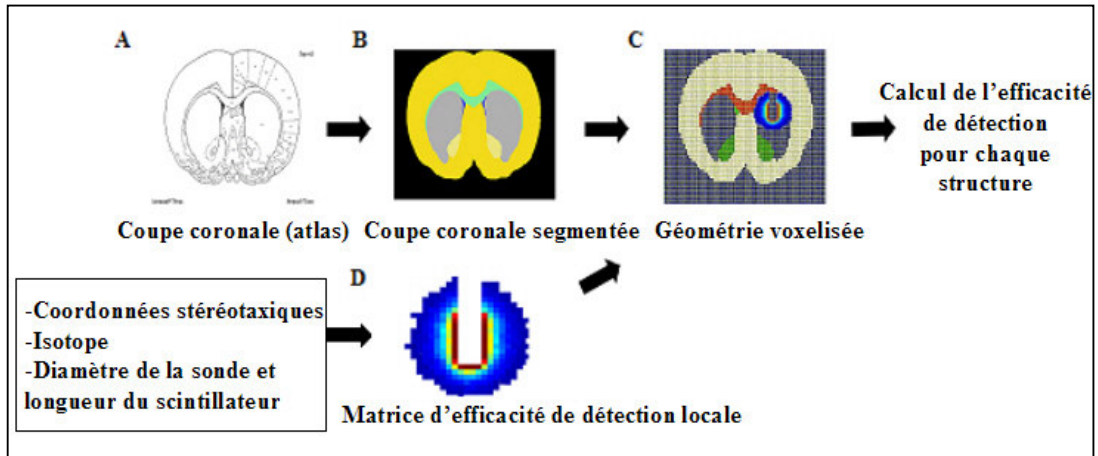 A
B
C
Coupe coronale (atlas)
Coupe coronale segmentée
Géométrie voxelisée
Calcul de l'efficacité
de détection
pour chaque
structure
-Coordonnées stéréotaxiques
-Isotope
-Diamètre de la sonde et
longueur du scintillateur
D
Matrice d'efficacité de détection locale